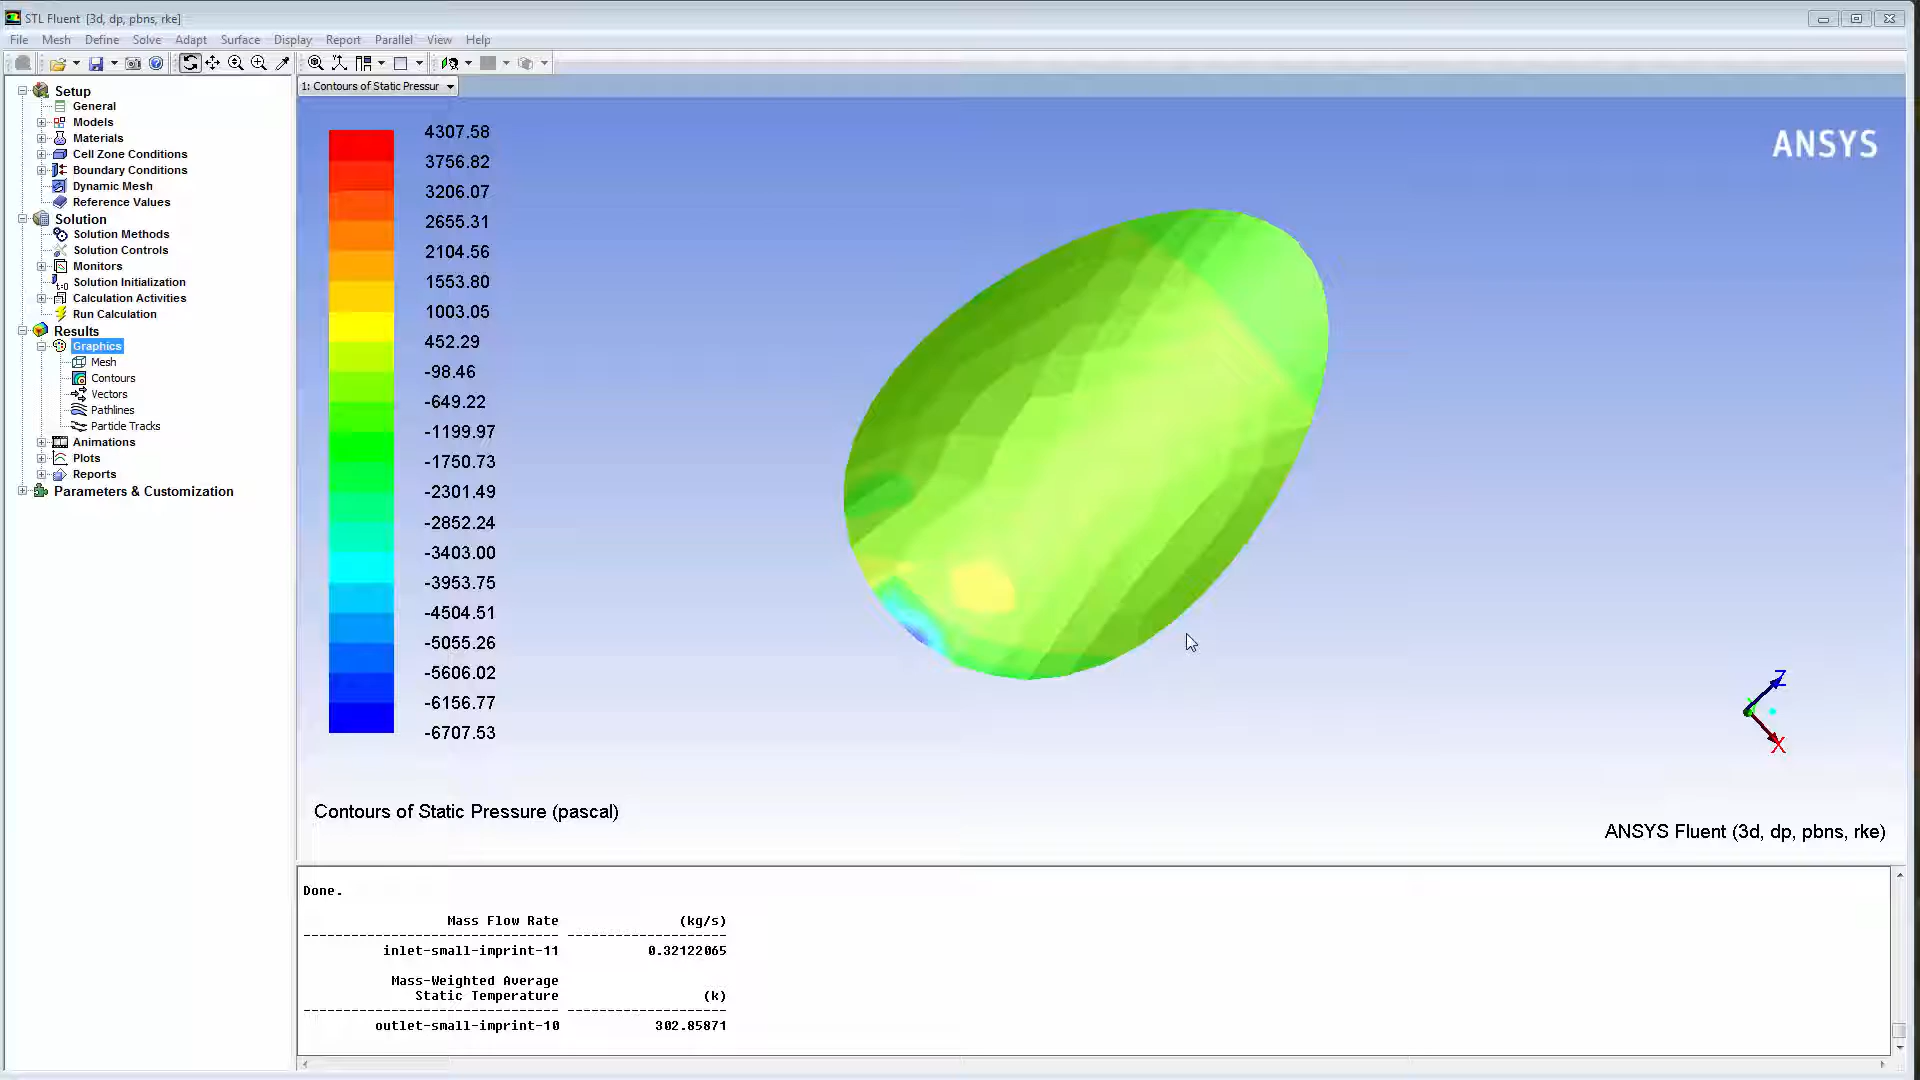 STL Fluent [3d, dp, pbns, rke]
File Mesh Define Solve Adapt Surface Display Report Parallel View Help
1: Contours of Static Pressur
Setup
General
Models
Materials
Cell Zone Conditions
Boundary Conditions
Dynamic Mesh
Reference Values
Solution
Solution Methods
Solution Controls
Monitors
Solution Initialization
Calculation Activities
Run Calculation
Results
Graphics
Mesh
Contours
Vectors
Pathlines
Particle Tracks
Animations
Plots
Reports
Parameters & Customization
4307.58
3756.82
3206.07
2655.31
2104.56
1553.80
1003.05
452.29
-98.46
-649.22
-1199.97
-1750.73
-2301.49
-2852.24
-3403.00
-3953.75
-4504.51
-5055.26
-5606.02
-6156.77
-6707.53
ANSYS
Z
Y
X
Contours of Static Pressure (pascal)
ANSYS Fluent (3d, dp, pbns, rke)
Done.
Mass Flow Rate (kg/s)
-------------------------------- --------------------
inlet-small-imprint-11 0.32122065
Mass-Weighted Average
Static Temperature (k)
-------------------------------- --------------------
outlet-small-imprint-10 302.85871